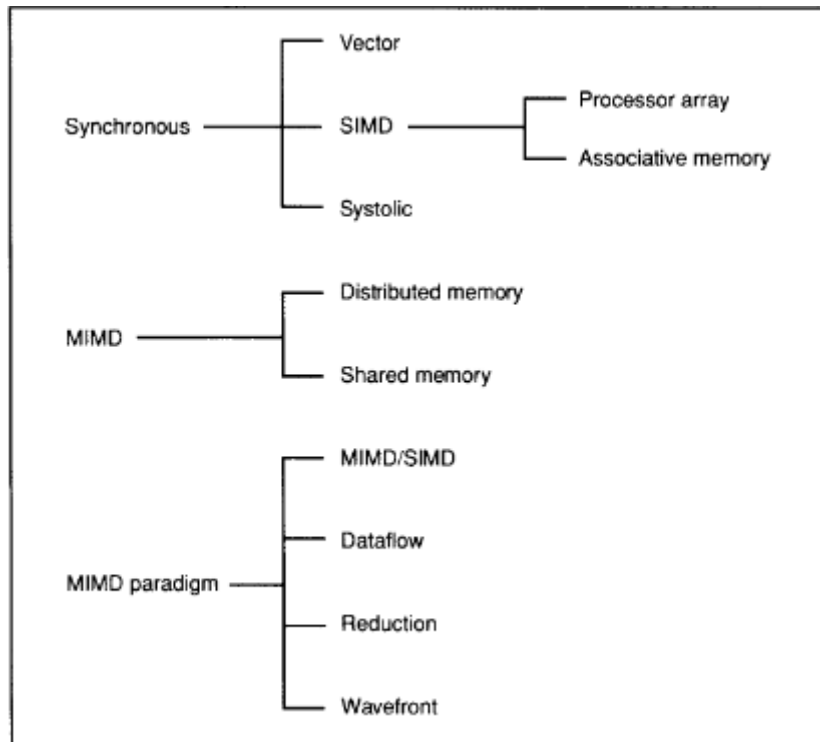 Vector
Processor array
Synchronous
SIMD
Associative memory
Systolic
Distributed memory
MIMD
Shared memory
MIMD/SIMD
Dataflow
MIMD paradigm
Reduction
Wavefront